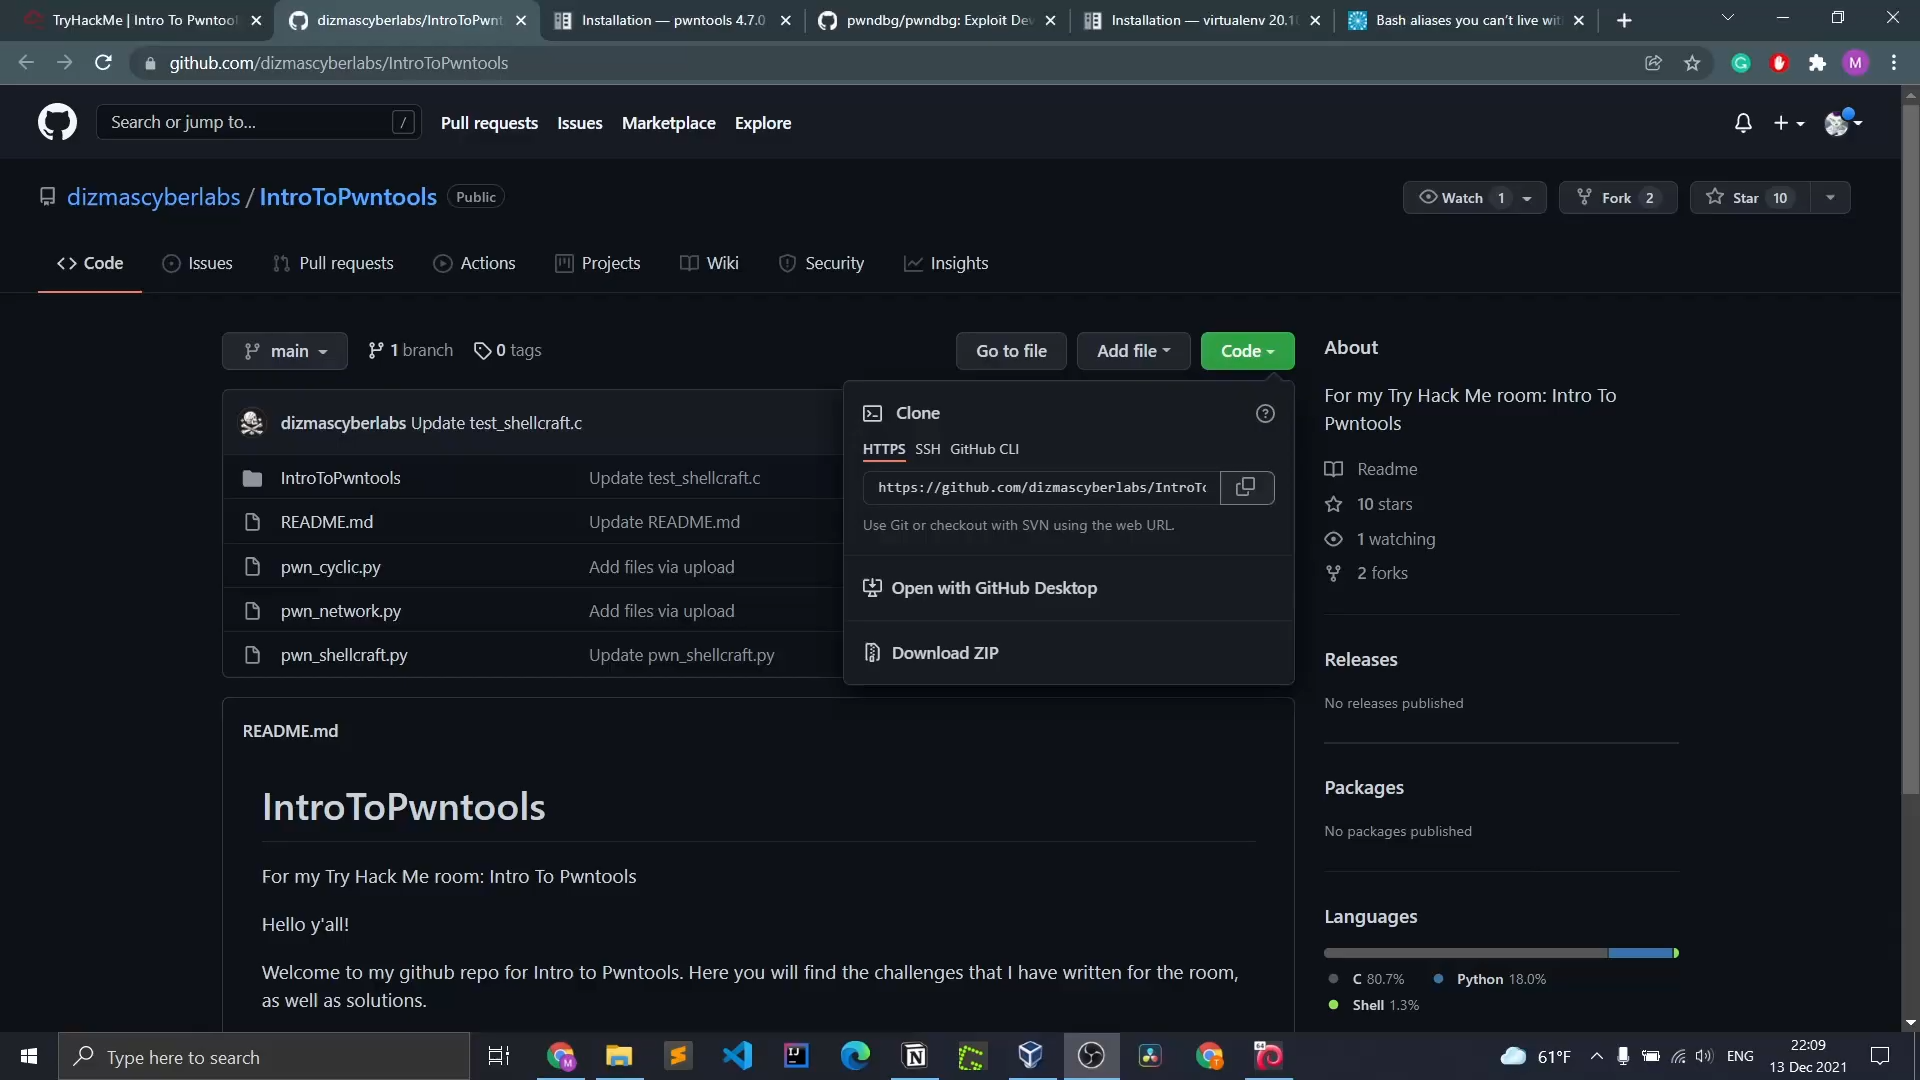 TryHackMe | Intro To Pwntool
dizmascyberlabs/IntroToPwnt
Installation — pwntools 4.7.0
pwndbg/pwndbg: Exploit De
Installation — virtualenv 20.1
Bash aliases you can't live wit
github.com/dizmascyberlabs/IntroToPwntools
M
Search or jump to...
/
Pull requests
Issues
Marketplace
Explore
dizmascyberlabs / IntroToPwntools
Public
Watch 1
Fork 2
Star 10
Code
Issues
Pull requests
Actions
Projects
Wiki
Security
Insights
main
1 branch
0 tags
Go to file
Add file
Code
dizmascyberlabs Update test_shellcraft.c
IntroToPwntools Update test_shellcraft.c
README.md Update README.md
pwn_cyclic.py Add files via upload
pwn_network.py Add files via upload
pwn_shellcraft.py Update pwn_shellcraft.py
Clone
HTTPS SSH GitHub CLI
https://github.com/dizmascyberlabs/IntroTo
Use Git or checkout with SVN using the web URL.
Open with GitHub Desktop
Download ZIP
README.md
IntroToPwntools
For my Try Hack Me room: Intro To Pwntools
Hello y'all!
Welcome to my github repo for Intro to Pwntools. Here you will find the challenges that I have written for the room,
as well as solutions.
About
For my Try Hack Me room: Intro To
Pwntools
Readme
10 stars
1 watching
2 forks
Releases
No releases published
Packages
No packages published
Languages
C 80.7% Python 18.0%
Shell 1.3%
Type here to search
61°F
ENG
22:09
13 Dec 2021